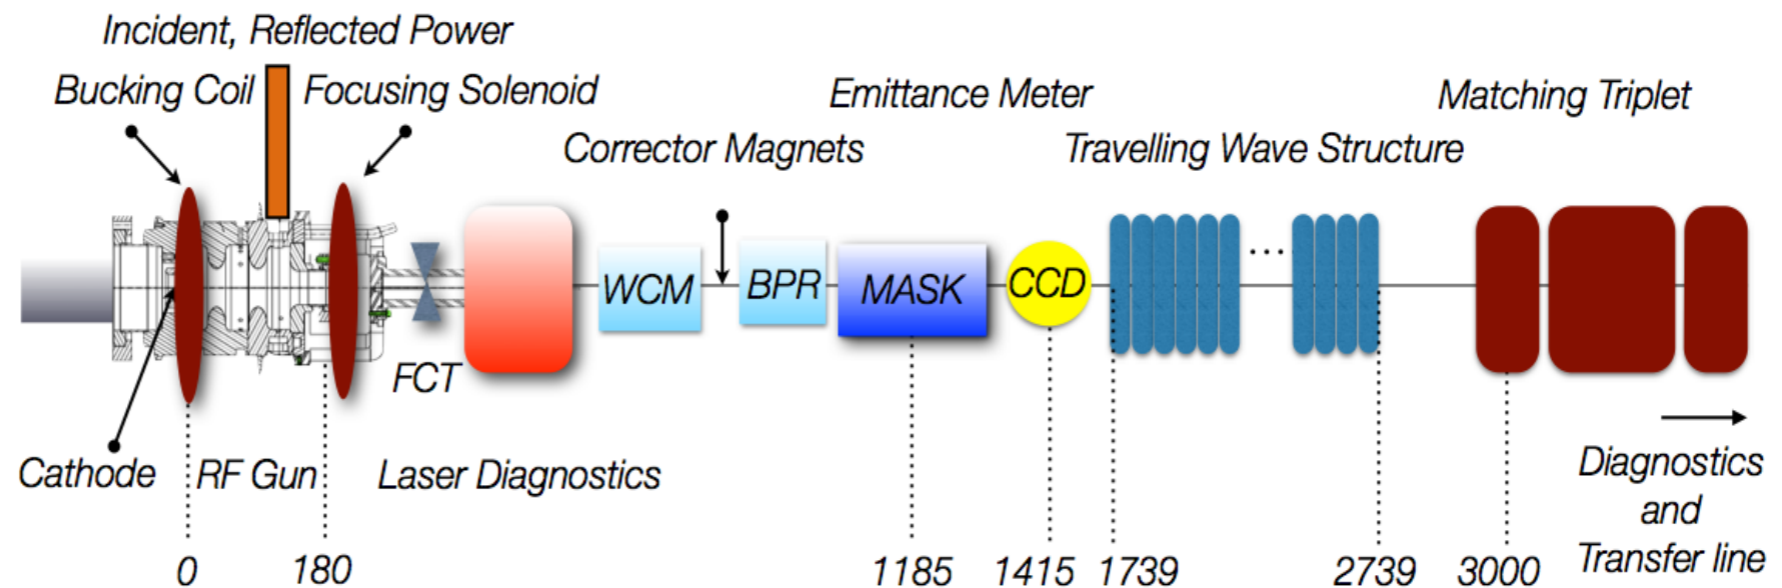 Incident, Reflected Power
Bucking Coil
Focusing Solenoid
Emittance Meter
Matching Triplet
Corrector Magnets
Travelling Wave Structure
WCM
BPR
MASK
CCD
...
FCT
Cathode
RF Gun
Laser Diagnostics
Diagnostics
and
Transfer line
0
180
1185
1415
1739
2739
3000